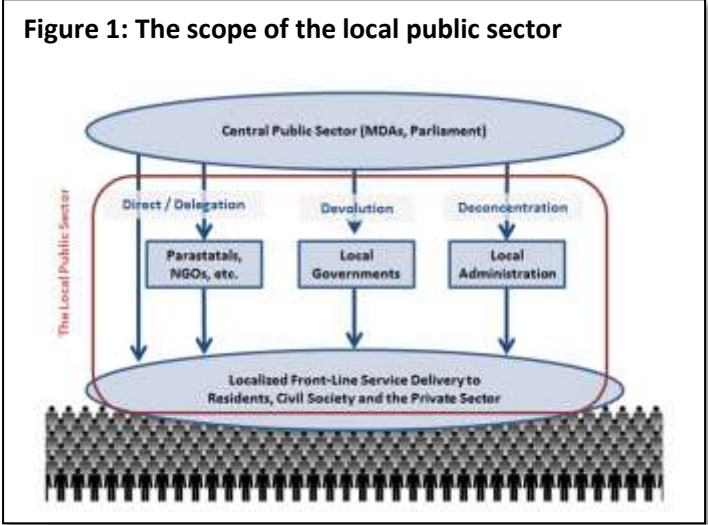 Figure 1: The scope of the local public sector
Central Public Sector (MDAs, Parliament)
The Local Public Sector
Direct / Delegation
Devolution
Deconcentration
Parastatals,
NGOs, etc.
Local
Governments
Local
Administration
Localized Front-Line Service Delivery to
Residents, Civil Society and the Private Sector